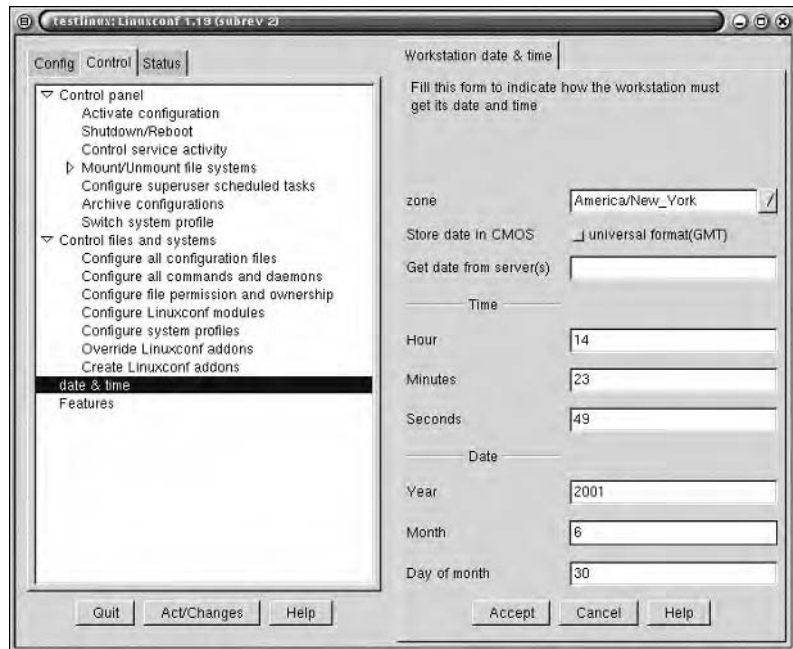 testlinux: Linuxconf 1.19 (subrev 2)
Config Control Status
Control panel
Activate configuration
Shutdown/Reboot
Control service activity
Mount/Unmount file systems
Configure superuser scheduled tasks
Archive configurations
Switch system profile
Control files and systems
Configure all configuration files
Configure all commands and daemons
Configure file permission and ownership
Configure Linuxconf modules
Configure system profiles
Override Linuxconf addons
Create Linuxconf addons
date & time
Features
Quit Act/Changes Help
Workstation date & time
Fill this form to indicate how the workstation must
get its date and time
zone America/New_York
Store date in CMOS universal format(GMT)
Get date from server(s)
Time
Hour 14
Minutes 23
Seconds 49
Date
Year 2001
Month 6
Day of month 30
Accept Cancel Help